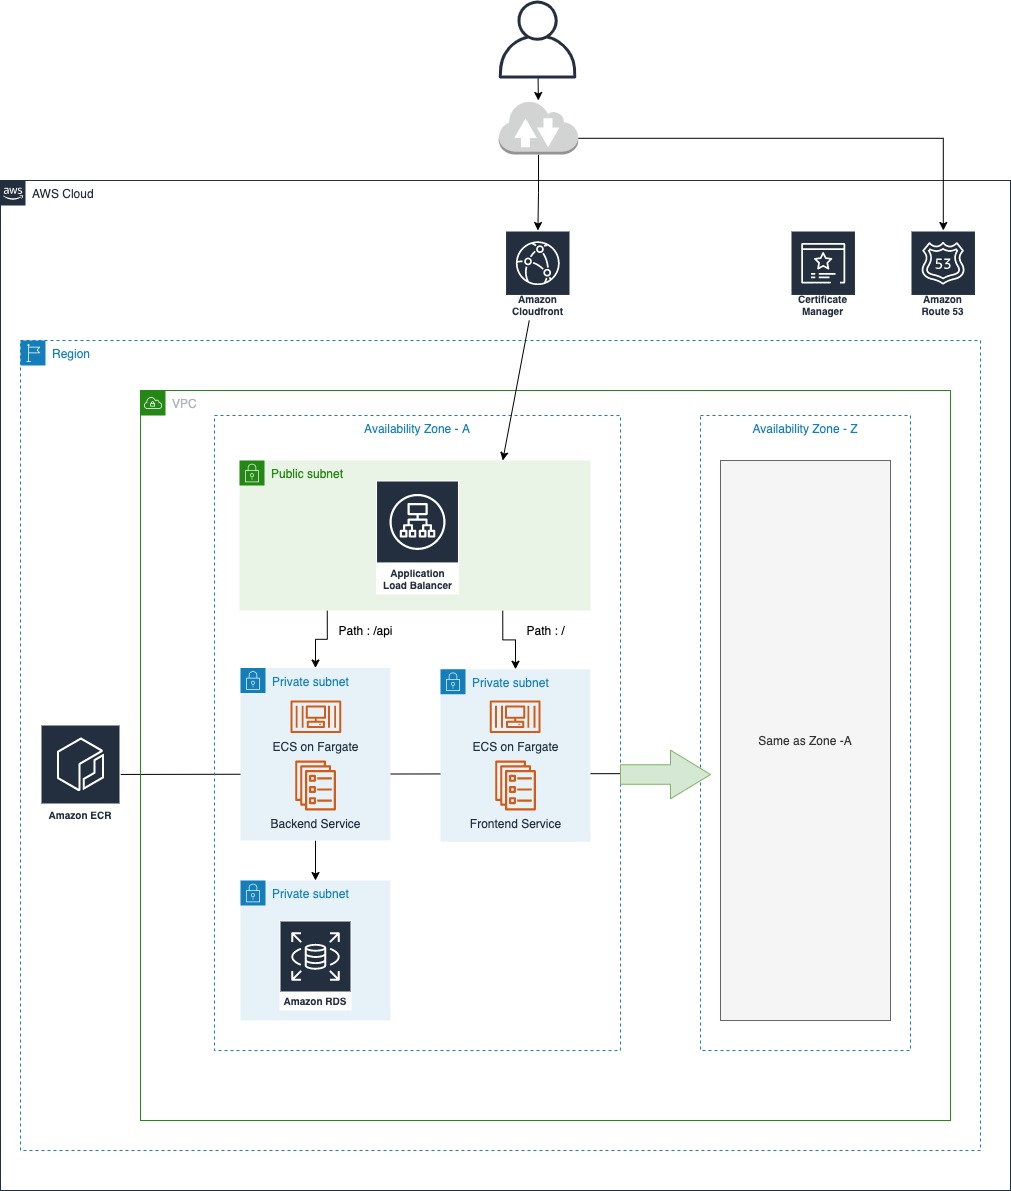 aws
AWS Cloud
Amazon
Cloudfront
Certificate
Manager
53
Amazon
Route 53
Region
VPC
Availability Zone - A
Availability Zone - Z
Public subnet
Application
Load Balancer
Path : /api
Path : /
Private subnet
ECS on Fargate
Backend Service
Private subnet
ECS on Fargate
Frontend Service
Same as Zone -A
Amazon ECR
Private subnet
Amazon RDS